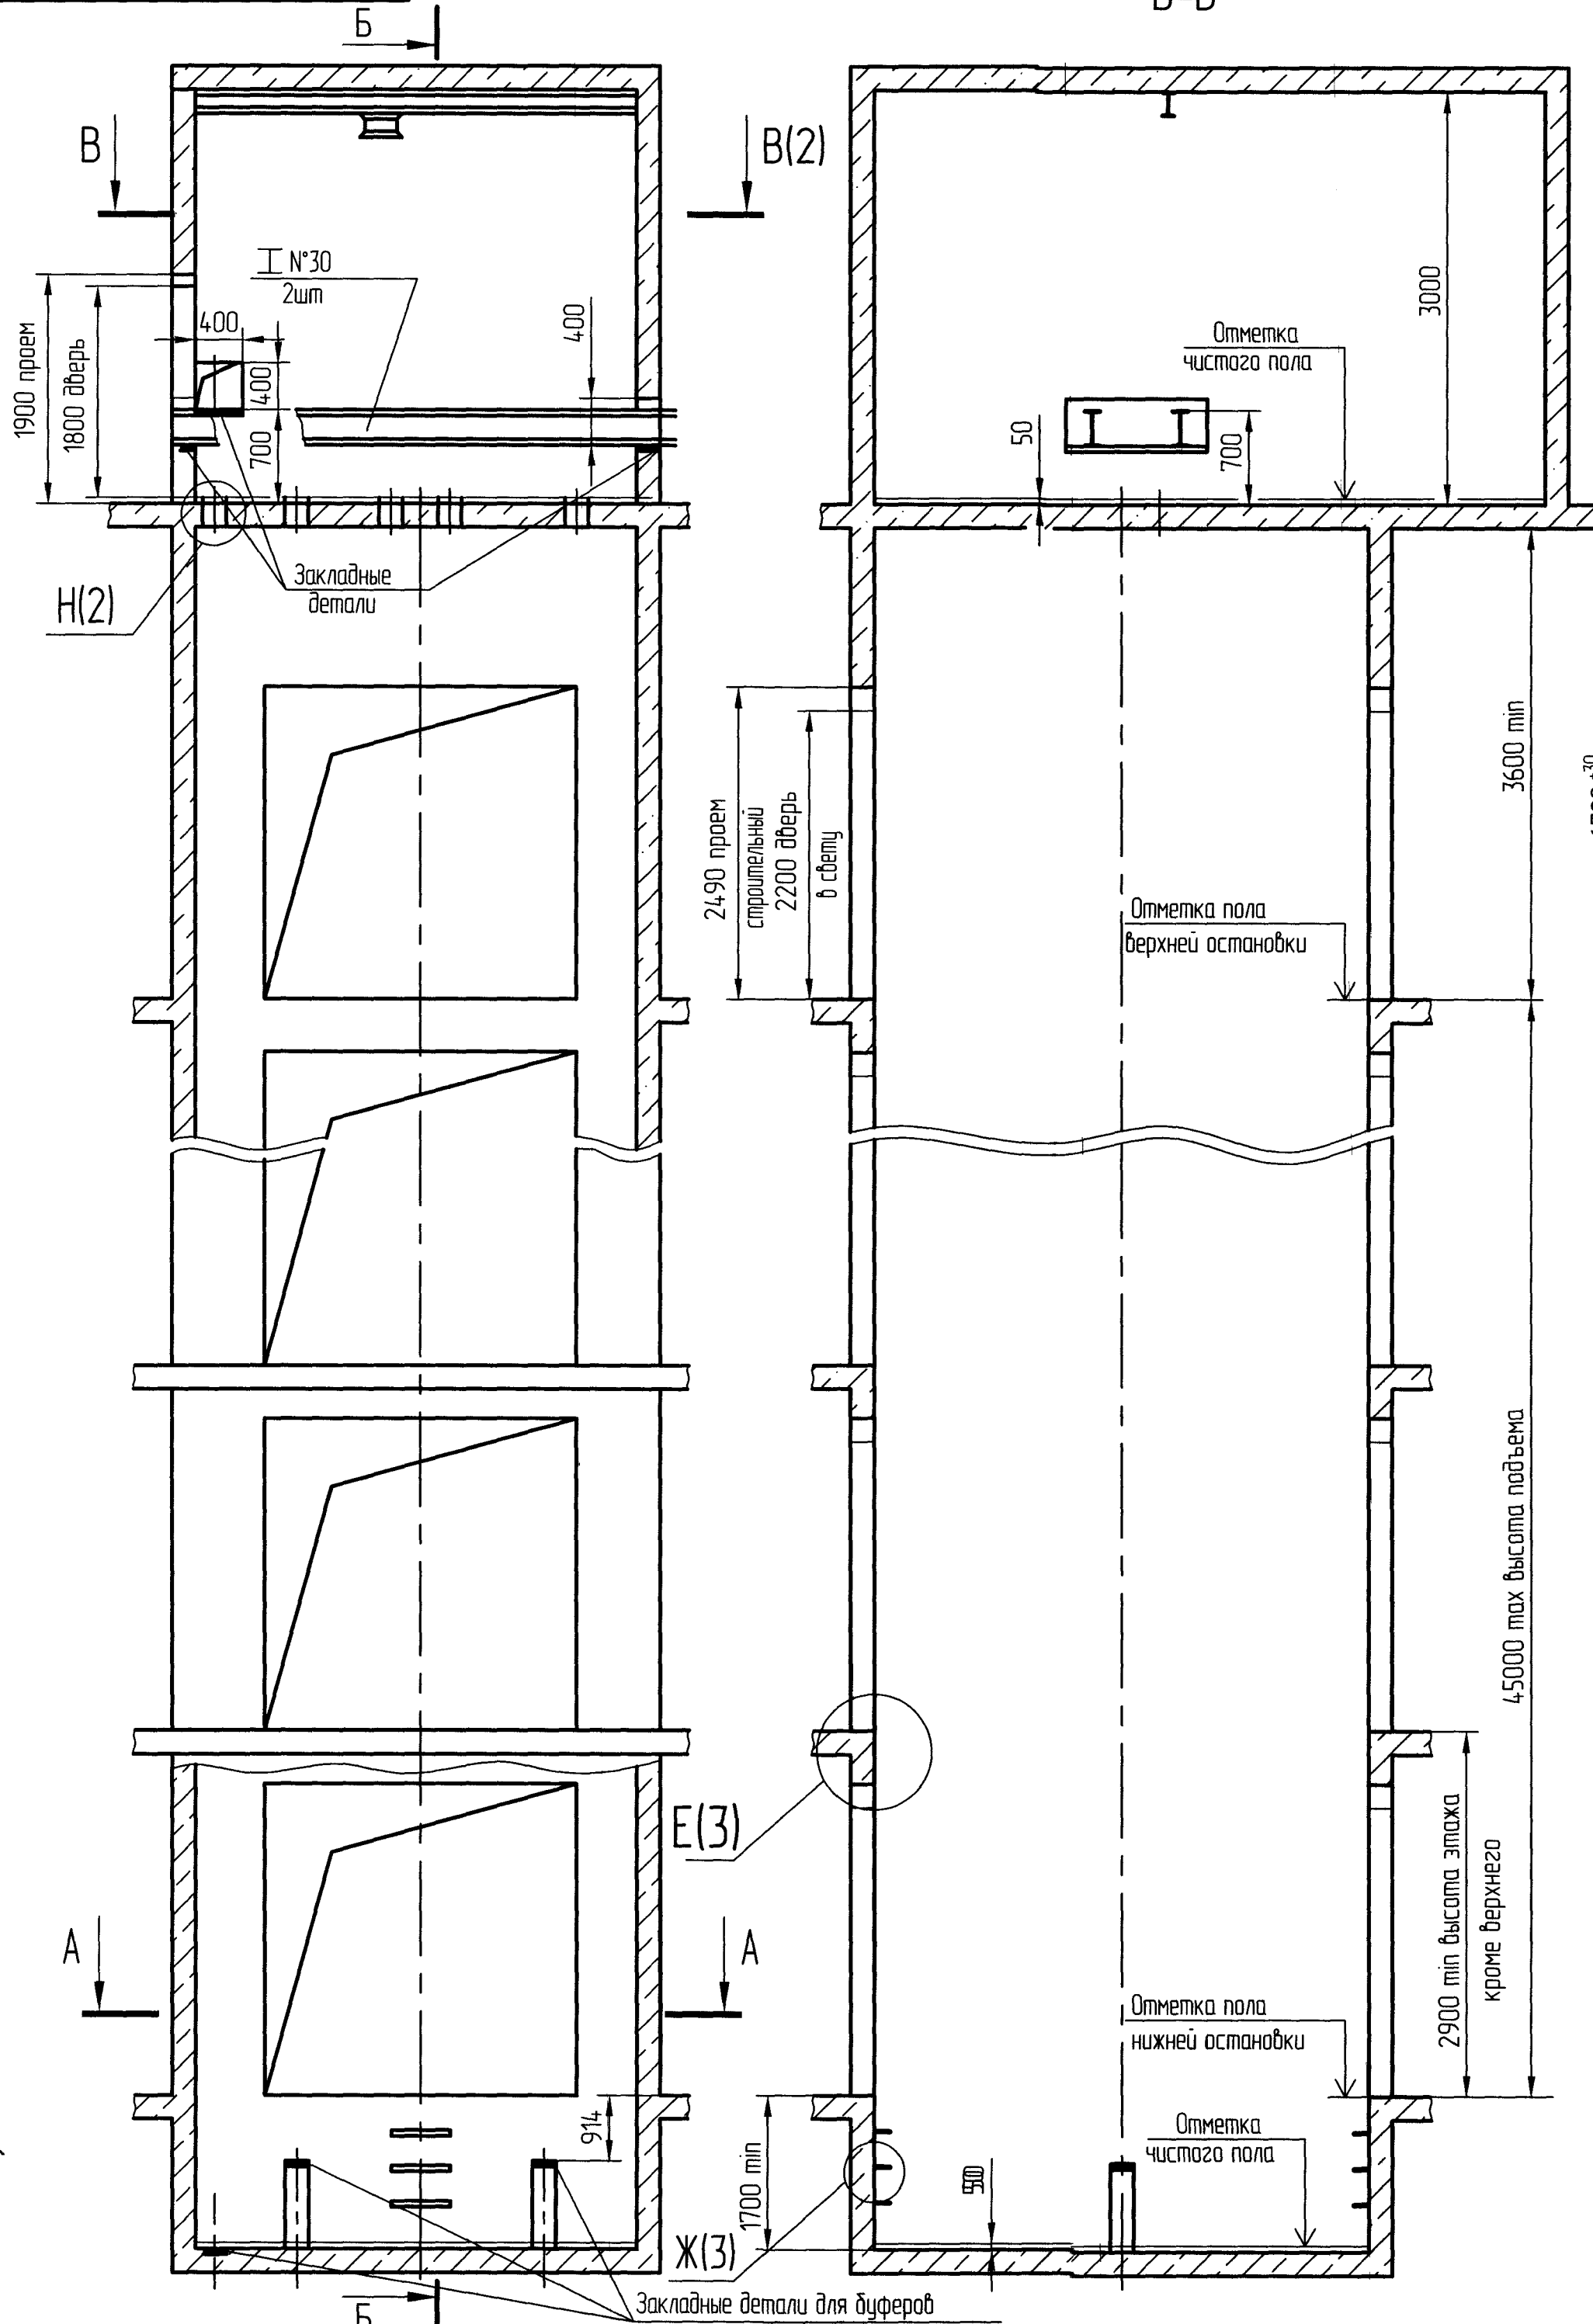 Б
В
В(2)
I N°30
2шт
400
400
400
700
1900 проем
1800 дверь
Закладные
детали
Н(2)
3000
Отметка
чистого пола
50
700
2490 проем
строительный
2200 дверь
в свету
3600 min
Отметка пола
верхней остановки
45000 max высота подъема
Е(3)
2900 min высота этажа
кроме верхнего
А
А
Отметка пола
нижней остановки
914
1700 min
Отметка
чистого пола
Ж(3)
Закладные детали для буферов
Б